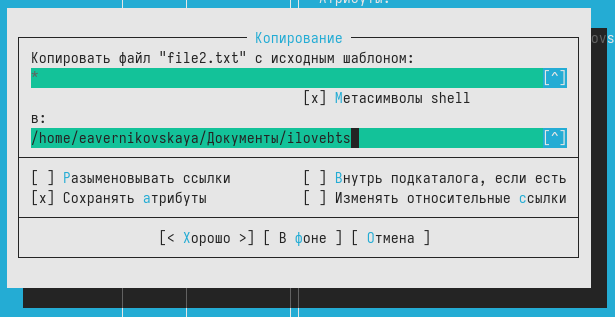 Атрибуты:
Копирование
Копировать файл "file2.txt" с исходным шаблоном:
* [^]
[x] Метасимволы shell
в:
/home/eavernikovskaya/Документы/ilovebts [^]
[ ] Разыменовывать ссылки [ ] Внутрь подкаталога, если есть
[x] Сохранять атрибуты [ ] Изменять относительные ссылки
[< Хорошо >] [ В фоне ] [ Отмена ]